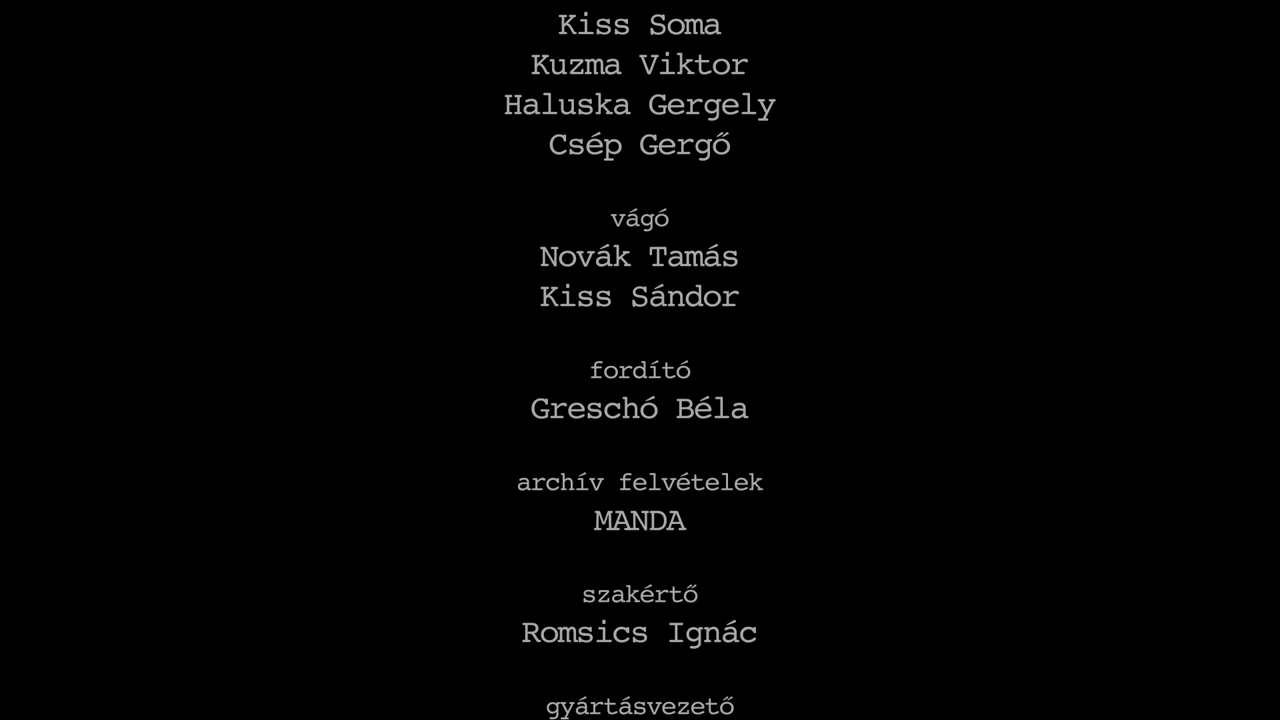 Kiss Soma
Kuzma Viktor
Haluska Gergely
Csép Gergő
vágó
Novák Tamás
Kiss Sándor
fordító
Greschó Béla
archív felvételek
MANDA
szakértő
Romsics Ignác
gyártásvezető